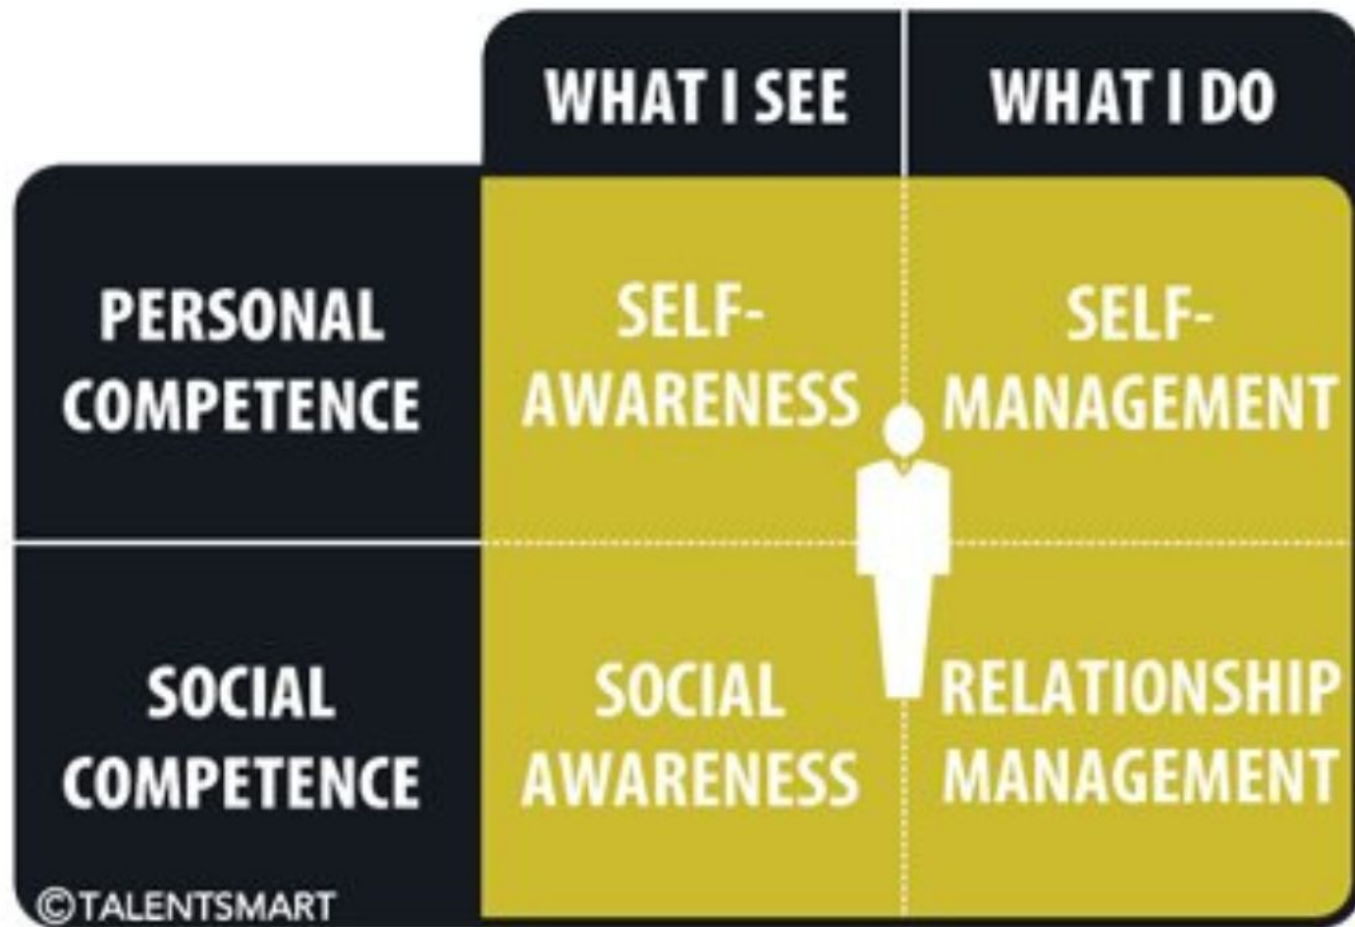 WHAT I SEE
WHAT I DO
PERSONAL
COMPETENCE
SELF-
AWARENESS
SELF-
MANAGEMENT
SOCIAL
COMPETENCE
SOCIAL
AWARENESS
RELATIONSHIP
MANAGEMENT
©TALENTSMART